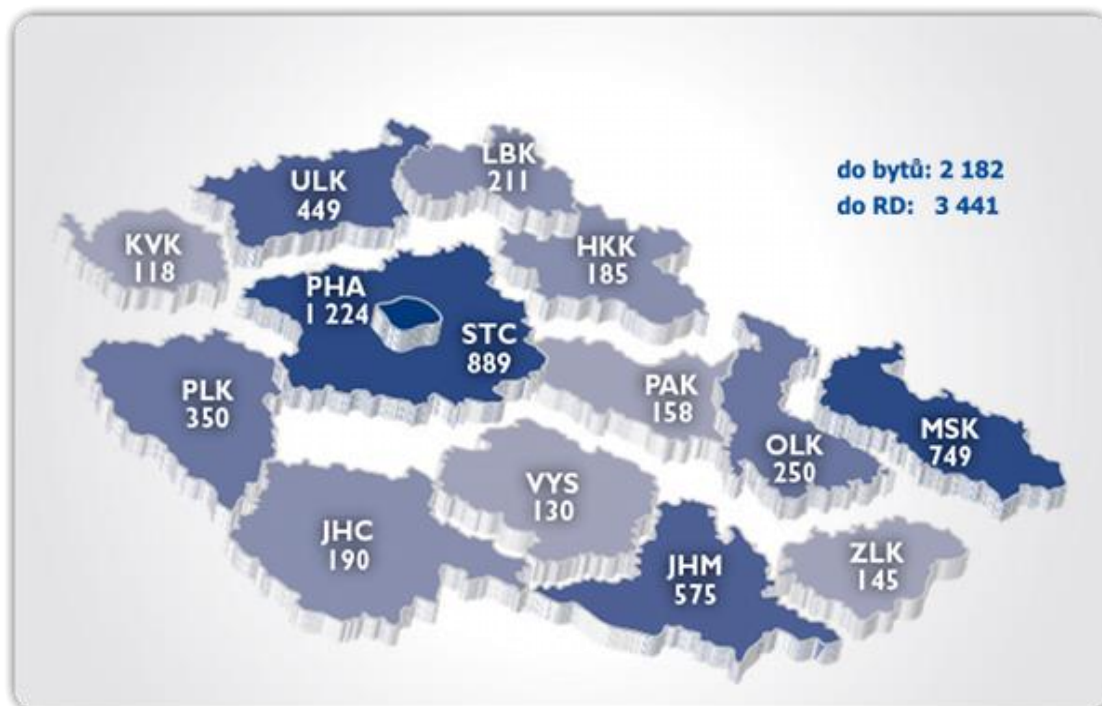 LBK
211
ULK
449
do bytů: 2 182
do RD: 3 441
KVK
118
HKK
185
PHA
1 224
STC
889
PLK
350
PAK
158
MSK
749
OLK
250
VYS
130
JHC
190
JHM
575
ZLK
145